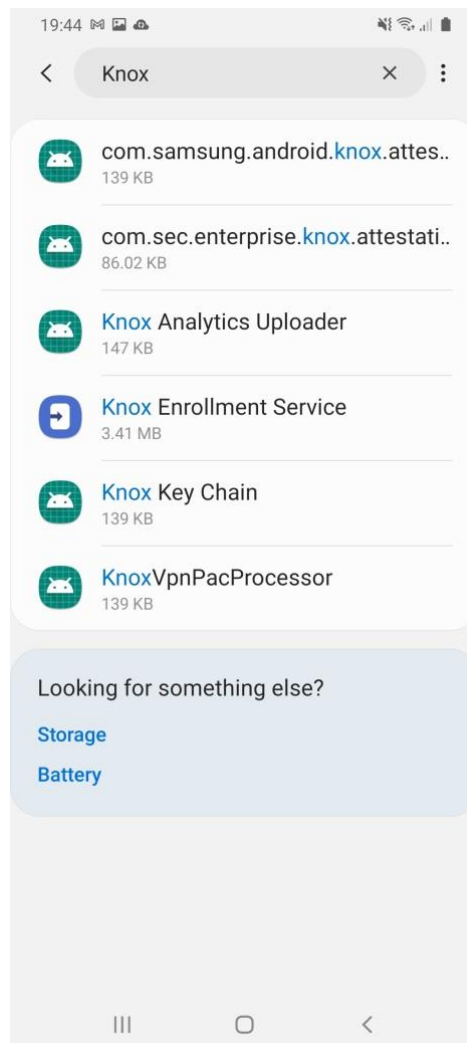 19:44
Knox
com.samsung.android.knox.attes..
139 KB
com.sec.enterprise.knox.attestati..
86.02 KB
Knox Analytics Uploader
147 KB
Knox Enrollment Service
3.41 MB
Knox Key Chain
139 KB
KnoxVpnPacProcessor
139 KB
Looking for something else?
Storage
Battery